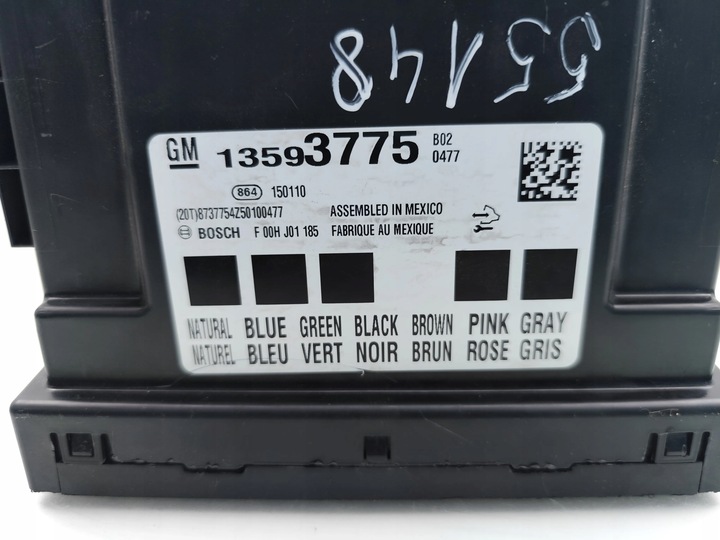 55148
GM 13593775 B02
0477
864 150110
(20T)8737754Z50100477 ASSEMBLED IN MEXICO
BOSCH F 00H J01 185 FABRIQUE AU MEXIQUE
NATURAL BLUE GREEN BLACK BROWN PINK GRAY
NATUREL BLEU VERT NOIR BRUN ROSE GRIS